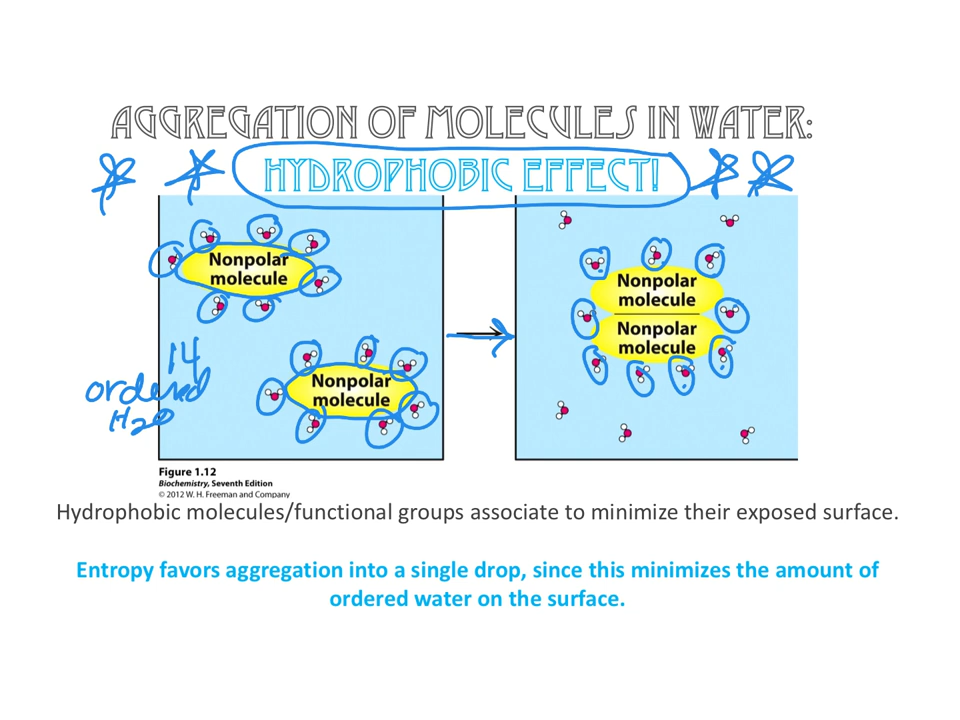 AGGREGATION OF MOLECULES IN WATER:
HYDROPHOBIC EFFECT!
Nonpolar
molecule
Nonpolar
molecule
14
ordered
H2O
Nonpolar
molecule
Nonpolar
molecule
Figure 1.12
Biochemistry, Seventh Edition
© 2012 W. H. Freeman and Company
Hydrophobic molecules/functional groups associate to minimize their exposed surface.
Entropy favors aggregation into a single drop, since this minimizes the amount of
ordered water on the surface.